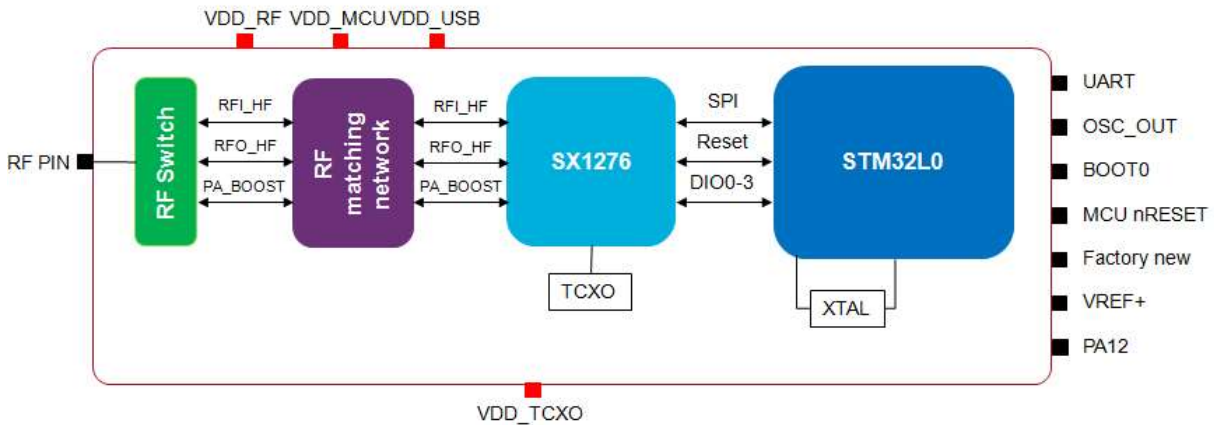 VDD_RF VDD_MCU VDD_USB
RF PIN
RF Switch
RFI_HF
RFO_HF
PA_BOOST
RF
matching
network
RFI_HF
RFO_HF
PA_BOOST
SX1276
TCXO
SPI
Reset
DIO0-3
STM32L0
XTAL
UART
OSC_OUT
BOOT0
MCU nRESET
Factory new
VREF+
PA12
VDD_TCXO